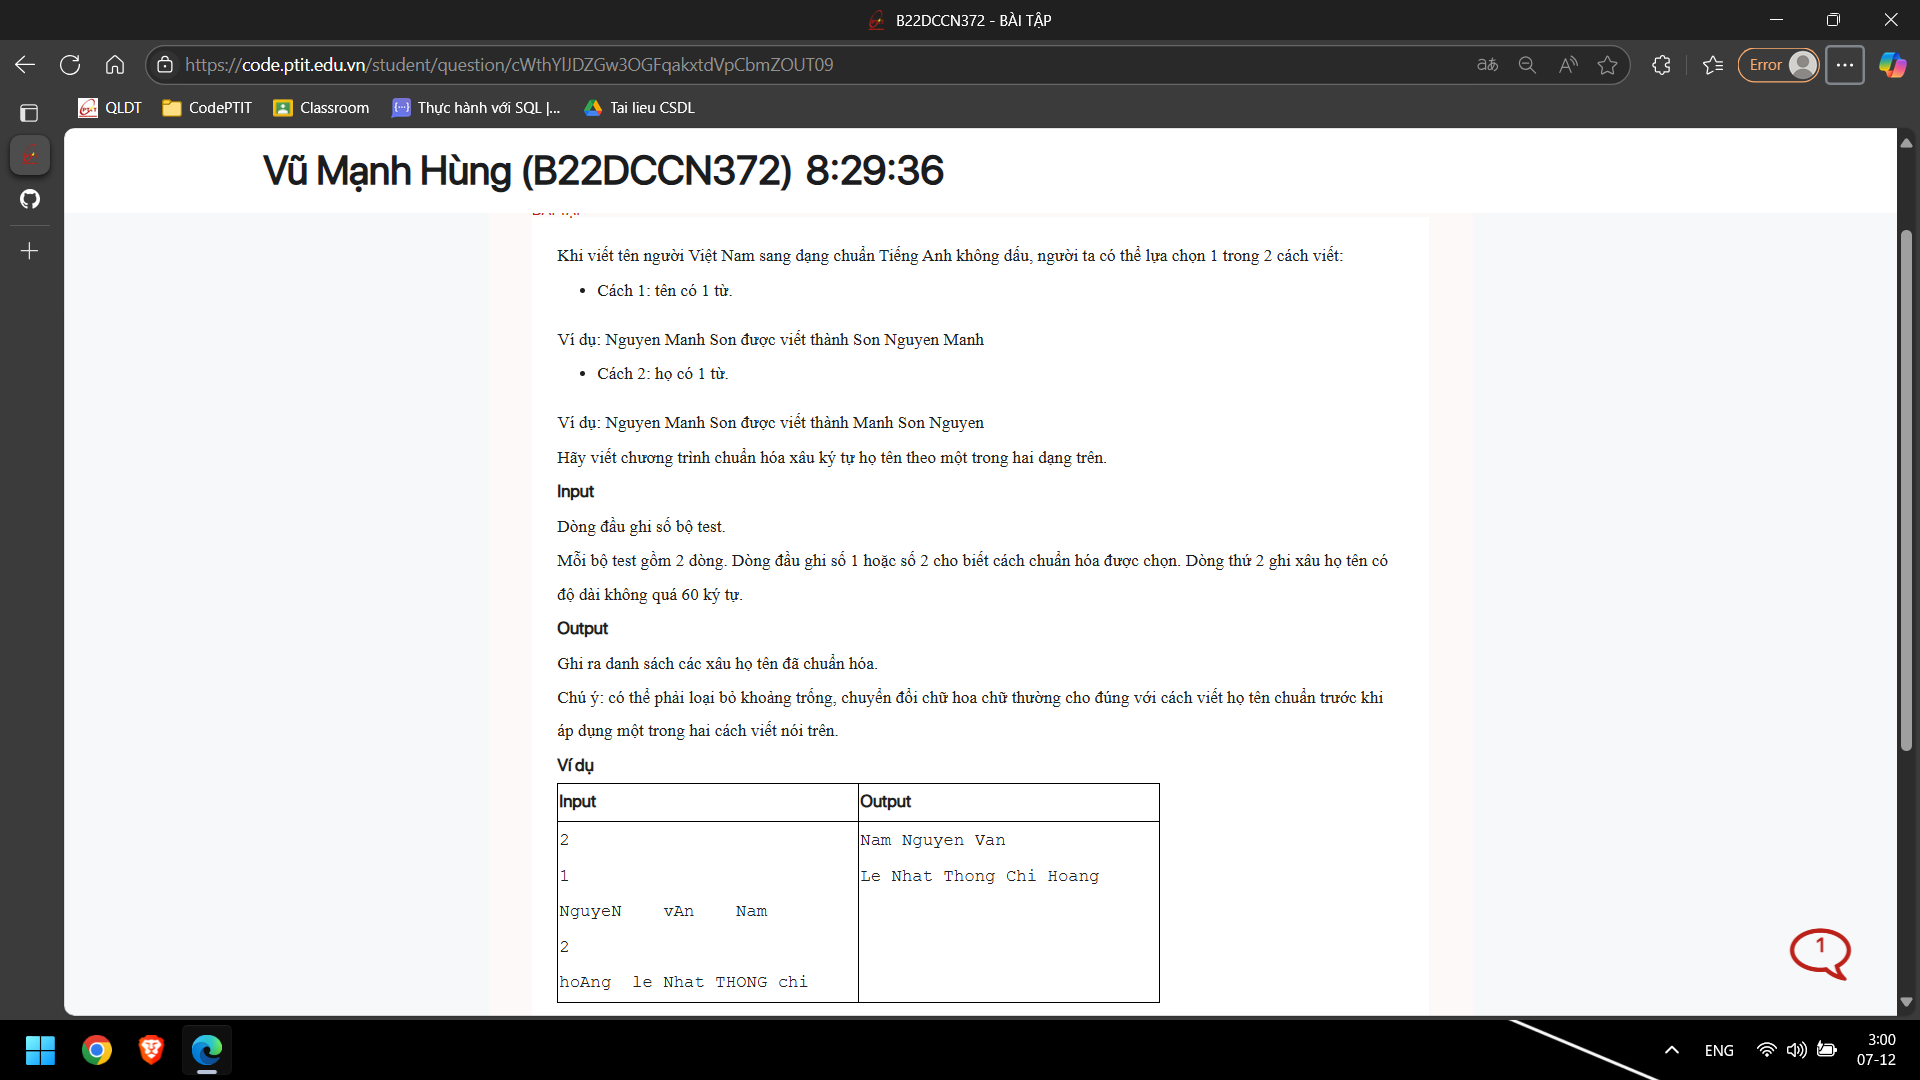 B22DCCN372 - BÀI TẬP
https://code.ptit.edu.vn/student/question/cWthYlJDZGw3OGFqakxtdVpCbmZOUT09
Error
QLDT
CodePTIT
Classroom
Thực hành với SQL |...
Tai lieu CSDL
Vũ Mạnh Hùng (B22DCCN372) 8:29:36
BÀI TẬP
Khi viết tên người Việt Nam sang dạng chuẩn Tiếng Anh không dấu, người ta có thể lựa chọn 1 trong 2 cách viết:
• Cách 1: tên có 1 từ.
Ví dụ: Nguyen Manh Son được viết thành Son Nguyen Manh
• Cách 2: họ có 1 từ.
Ví dụ: Nguyen Manh Son được viết thành Manh Son Nguyen
Hãy viết chương trình chuẩn hóa xâu ký tự họ tên theo một trong hai dạng trên.
Input
Dòng đầu ghi số bộ test.
Mỗi bộ test gồm 2 dòng. Dòng đầu ghi số 1 hoặc số 2 cho biết cách chuẩn hóa được chọn. Dòng thứ 2 ghi xâu họ tên có
độ dài không quá 60 ký tự.
Output
Ghi ra danh sách các xâu họ tên đã chuẩn hóa.
Chú ý: có thể phải loại bỏ khoảng trống, chuyển đổi chữ hoa chữ thường cho đúng với cách viết họ tên chuẩn trước khi
áp dụng một trong hai cách viết nói trên.
Ví dụ
Input Output
2 Nam Nguyen Van
1 Le Nhat Thong Chi Hoang
NguyeN    vAn    Nam
2
hoAng  le Nhat THONG chi
1
ENG
3:00
07-12